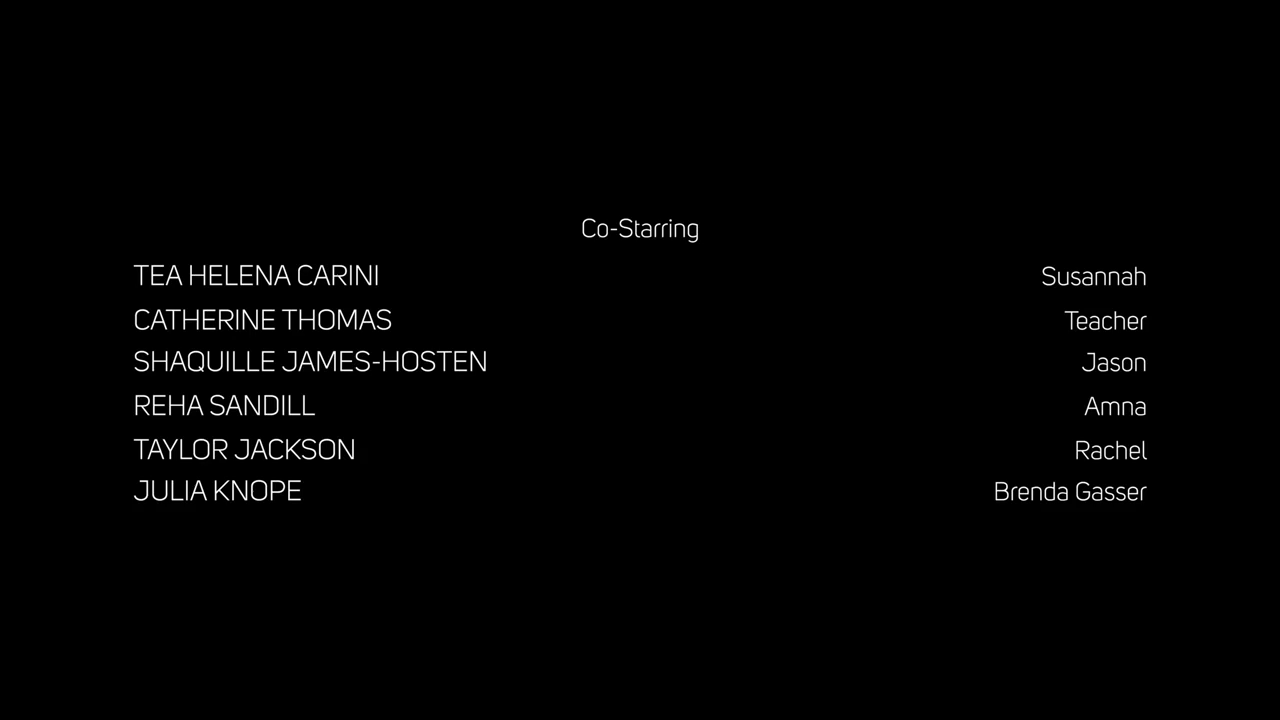 Co-Starring
TEA HELENA CARINI Susannah
CATHERINE THOMAS Teacher
SHAQUILLE JAMES-HOSTEN Jason
REHA SANDILL Amna
TAYLOR JACKSON Rachel
JULIA KNOPE Brenda Gasser